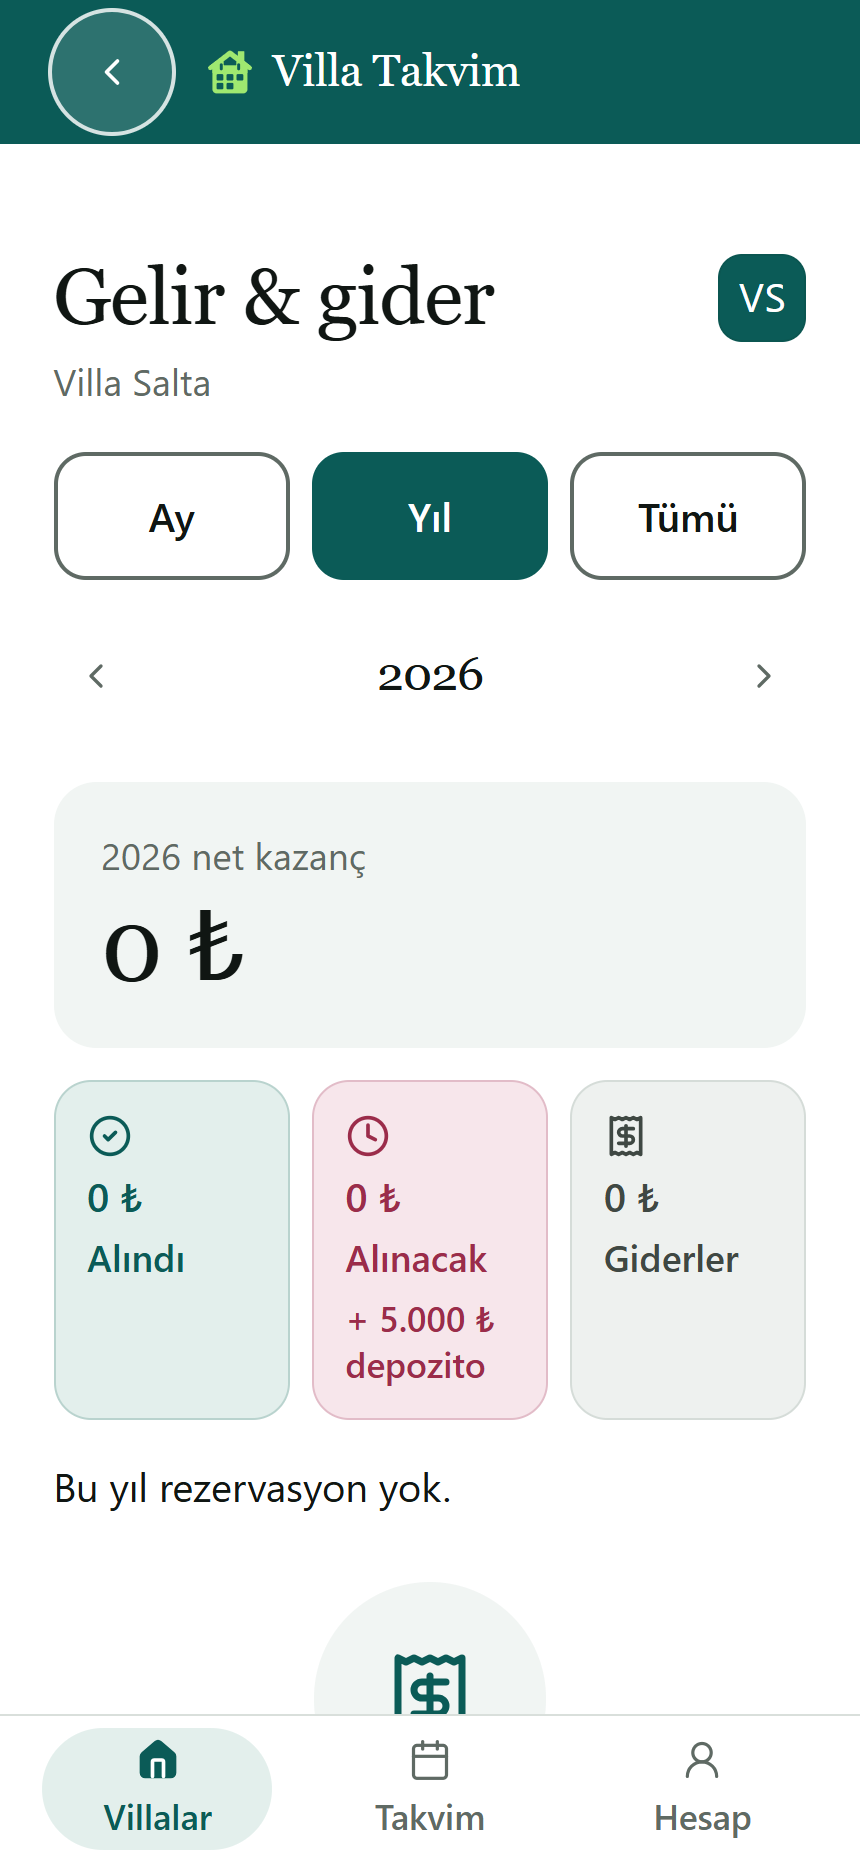 Villa Takvim
Gelir & gider
VS
Villa Salta
Ay
Yıl
Tümü
2026
2026 net kazanç
0 ₺
0 ₺
Alındı
0 ₺
Alınacak
+ 5.000 ₺
depozito
0 ₺
Giderler
Bu yıl rezervasyon yok.
Villalar
Takvim
Hesap